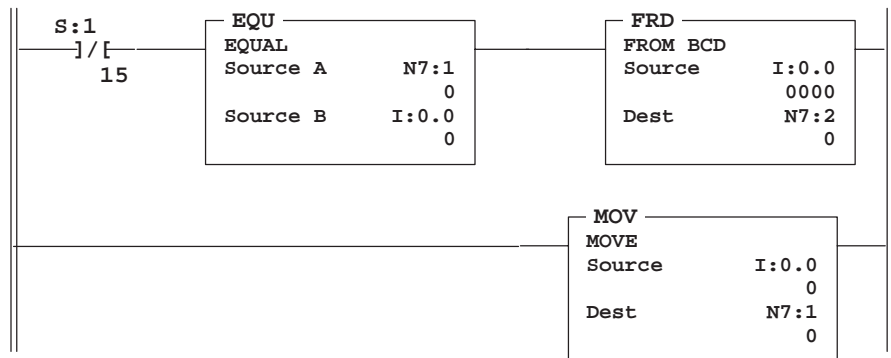 S:1
]/[
15
EQU
EQUAL
Source A N7:1
0
Source B I:0.0
0
FRD
FROM BCD
Source I:0.0
0000
Dest N7:2
0
MOV
MOVE
Source I:0.0
0
Dest N7:1
0